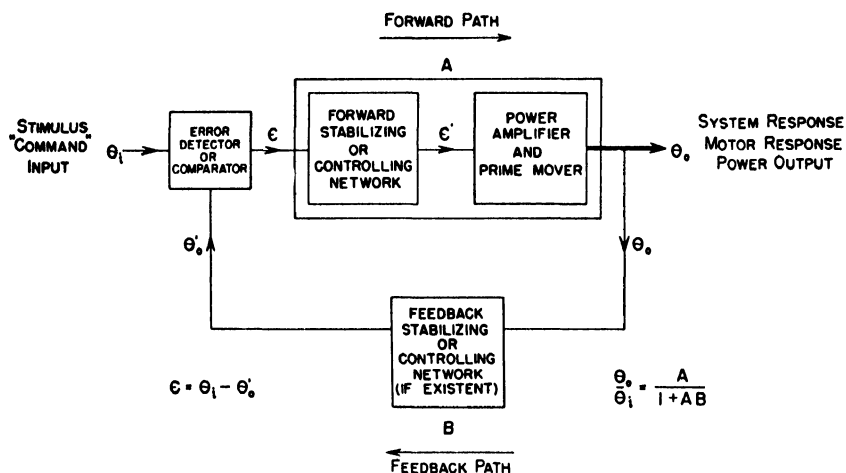 FORWARD PATH
A
STIMULUS
"COMMAND"
INPUT
θi
ERROR
DETECTOR
OR
COMPARATOR
ϵ
FORWARD
STABILIZING
OR
CONTROLLING
NETWORK
ϵ'
POWER
AMPLIFIER
AND
PRIME MOVER
θo
SYSTEM RESPONSE
MOTOR RESPONSE
POWER OUTPUT
θ'o
θo
FEEDBACK
STABILIZING
OR
CONTROLLING
NETWORK
(IF EXISTENT)
ϵ = θi - θ'o
θo/θi = A/(1+AB)
B
FEEDBACK PATH